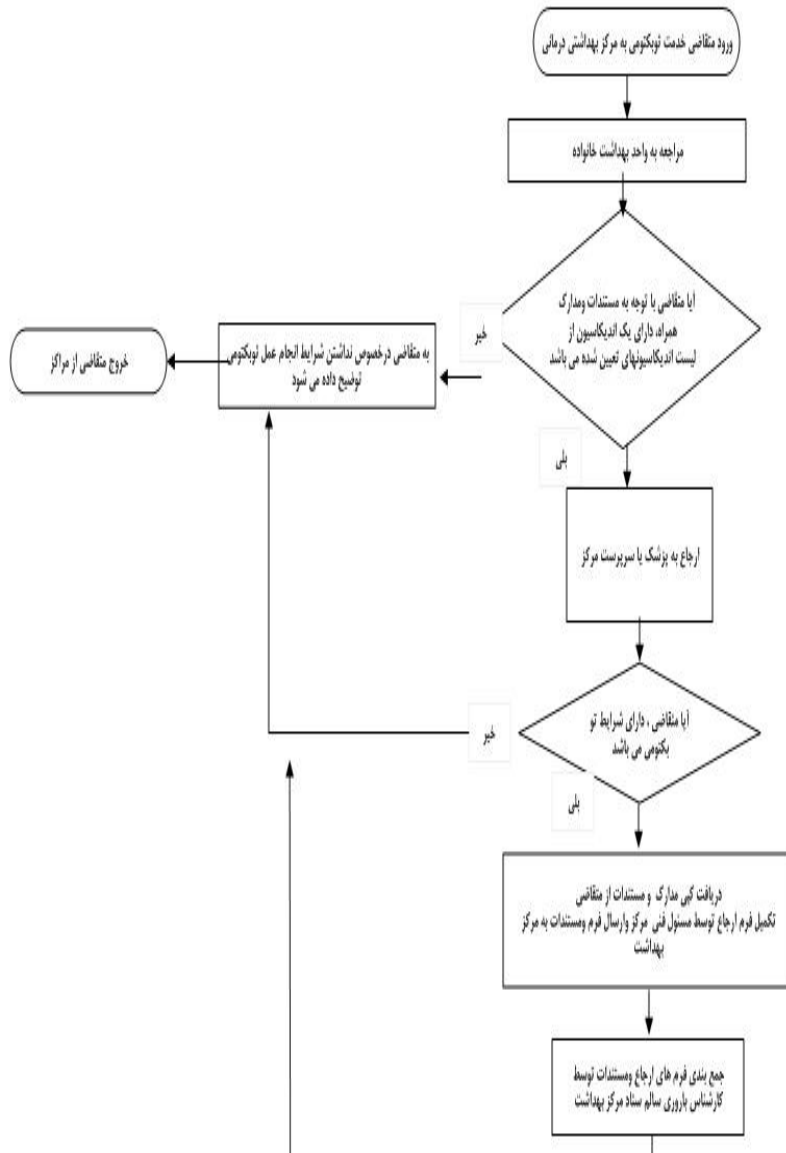 ورود متقاضی خدمت توبکتومی به مرکز بهداشتی درمانی
مراجعه به واحد بهداشت خانواده
آیا متقاضی با توجه به مستندات ومدارک
همراه، دارای یک اندیکاسیون از
لیست اندیکاسیونهای تعیین شده می باشد
خیر
به متقاضی درخصوص نداشتن شرایط انجام عمل توبکتومی
توضیح داده می شود
خروج متقاضی از مراکز
بلی
ارجاع به پزشک یا سرپرست مرکز
آیا متقاضی ، دارای شرایط تو
بکتومی می باشد
خیر
بلی
دریافت کپی مدارک و مستندات از متقاضی
تکمیل فرم ارجاع توسط مسئول فنی مرکز وارسال فرم ومستندات به مرکز
بهداشت
جمع بندی فرم های ارجاع ومستندات توسط
کارشناس باروری سالم ستاد مرکز بهداشت